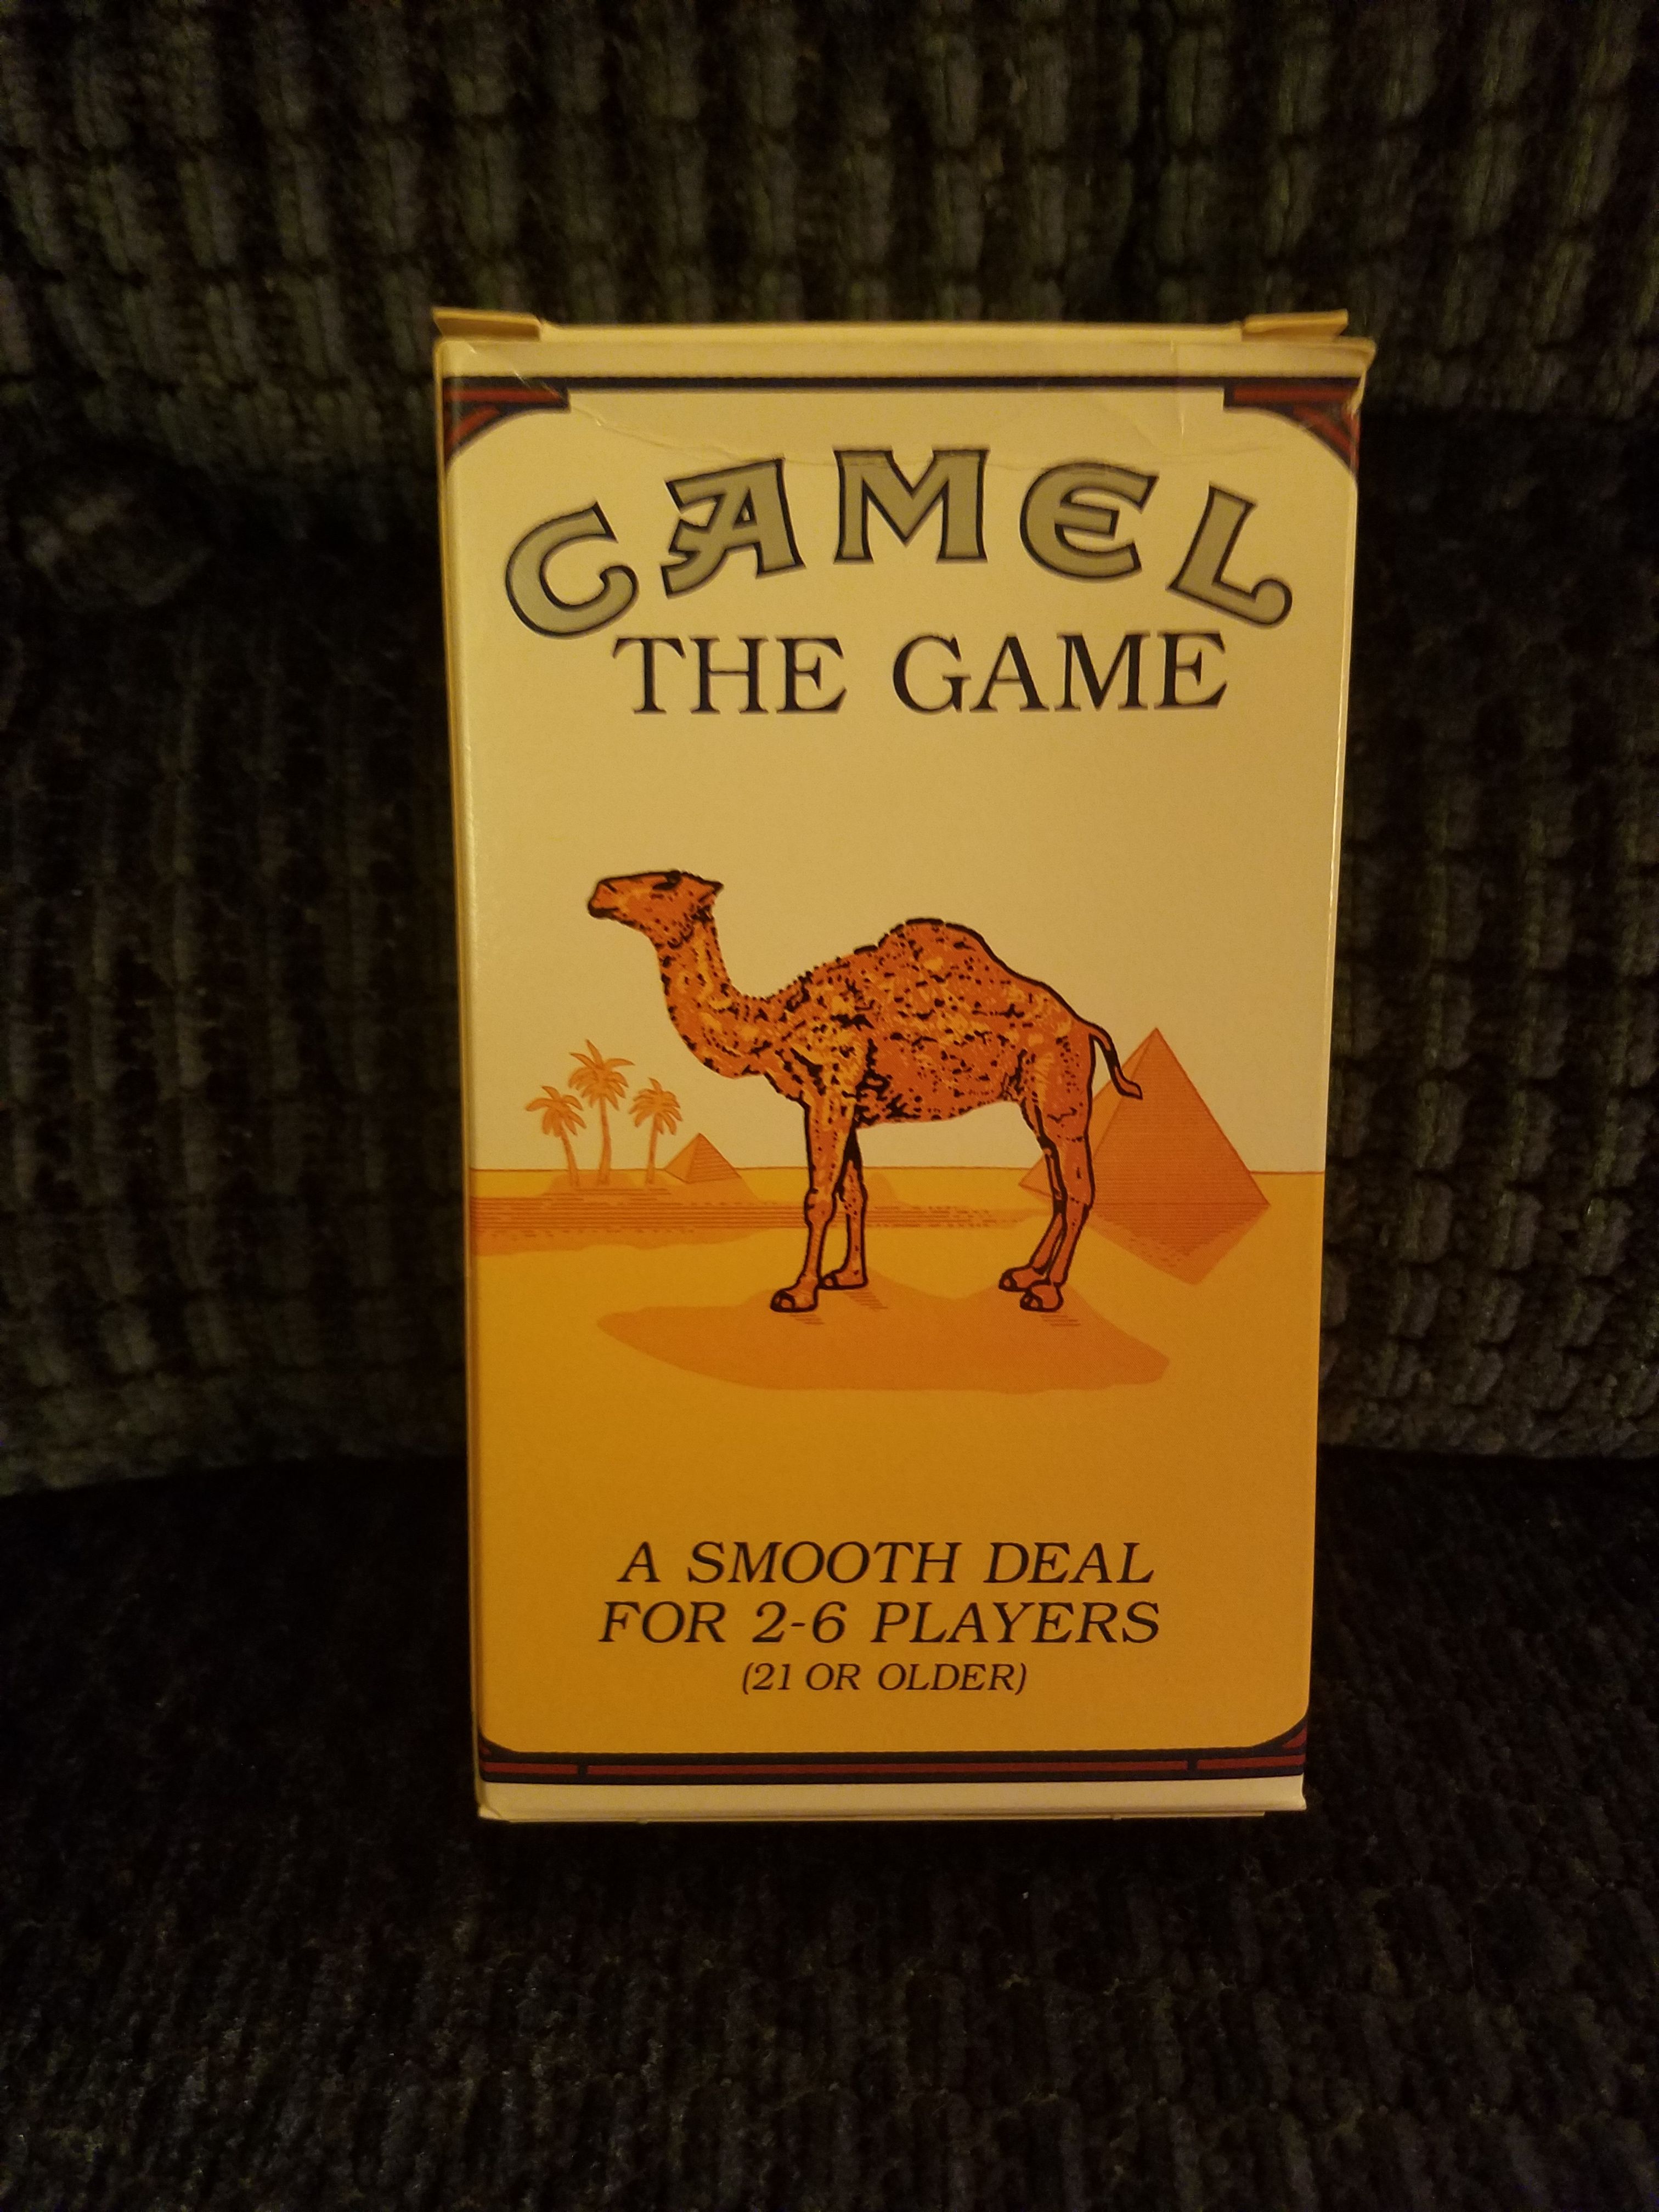 CAMEL
THE GAME
A SMOOTH DEAL
FOR 2-6 PLAYERS
(21 OR OLDER)